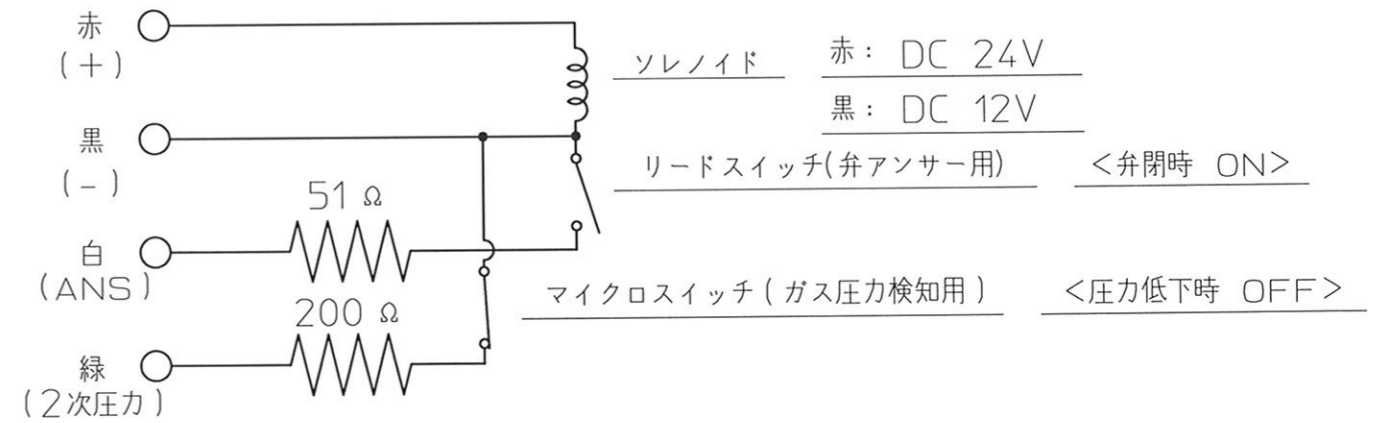 赤
(+)
ソレノイド
赤: DC 24V
黒: DC 12V
黒
(-)
リードスイッチ(弁アンサー用)
<弁閉時 ON>
51 Ω
白
(ANS)
マイクロスイッチ(ガス圧力検知用)
<圧力低下時 OFF>
200 Ω
緑
(2次圧力)